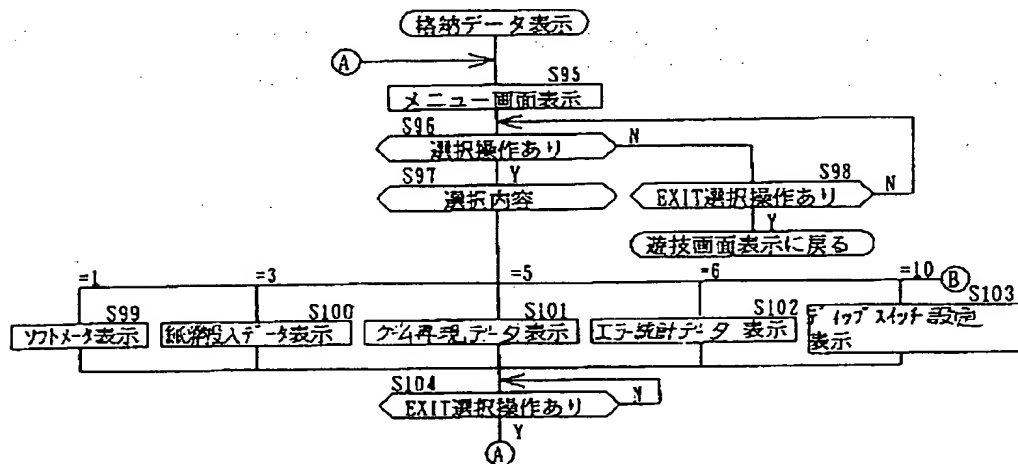 格納データ表示
A
S95
メニュー画面表示
S96
選択操作あり
N
S97
Y
選択内容
S98
EXIT選択操作あり
N
Y
遊技画面表示に戻る
=1
=3
=5
=6
=10
B
S99
ソフトメータ表示
S100
紙幣投入データ表示
S101
ゲーム再現データ表示
S102
エラー統計データ 表示
S103
ディップスイッチ設定
表示
S104
EXIT選択操作あり
N
Y
A